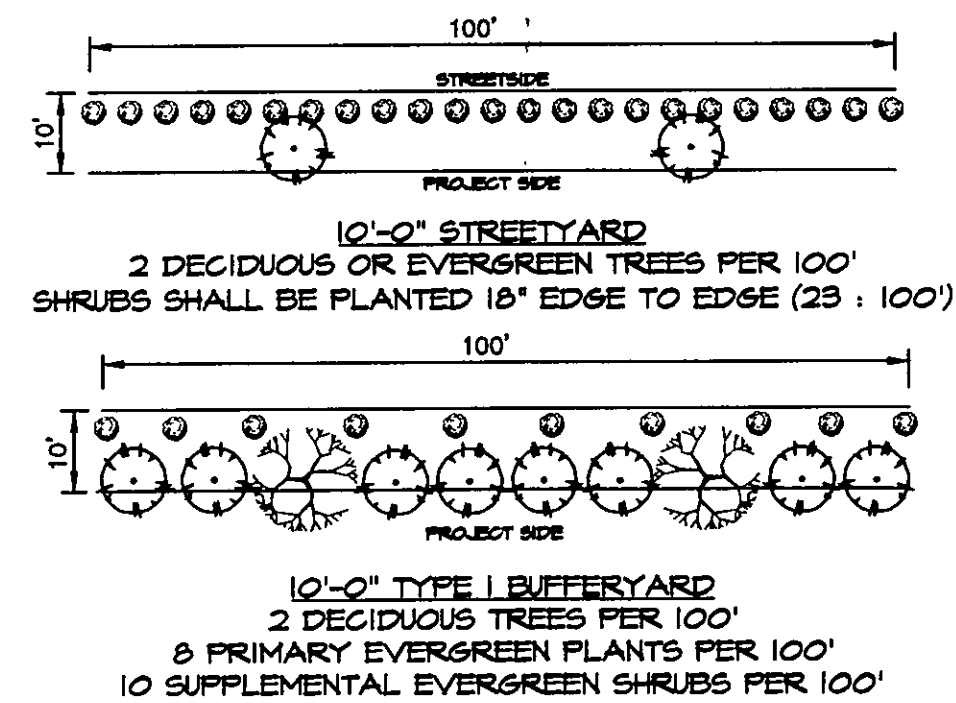 100'
STREETSIDE
10'
PROJECT SIDE
10'-0" STREETYARD
2 DECIDUOUS OR EVERGREEN TREES PER 100'
SHRUBS SHALL BE PLANTED 18" EDGE TO EDGE (23 : 100')
100'
10'
PROJECT SIDE
10'-0" TYPE 1 BUFFERYARD
2 DECIDUOUS TREES PER 100'
8 PRIMARY EVERGREEN PLANTS PER 100'
10 SUPPLEMENTAL EVERGREEN SHRUBS PER 100'